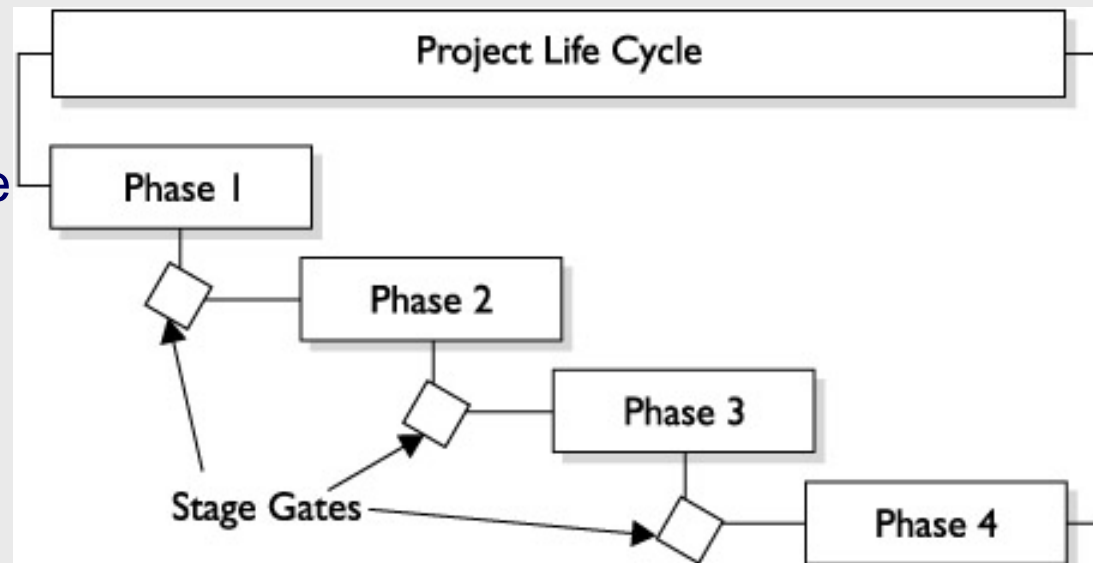 Project Life Cycle
e
Phase 1
Phase 2
Phase 3
Stage Gates
Phase 4